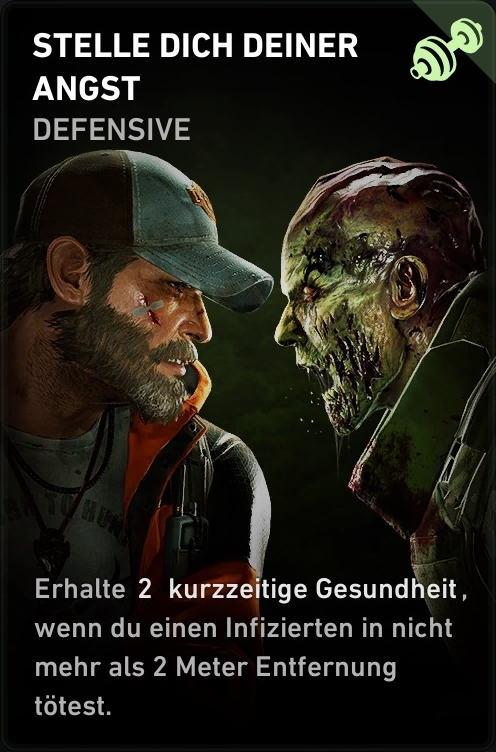 STELLE DICH DEINER
ANGST
DEFENSIVE
Erhalte 2 kurzzeitige Gesundheit,
wenn du einen Infizierten in nicht
mehr als 2 Meter Entfernung
tötest.